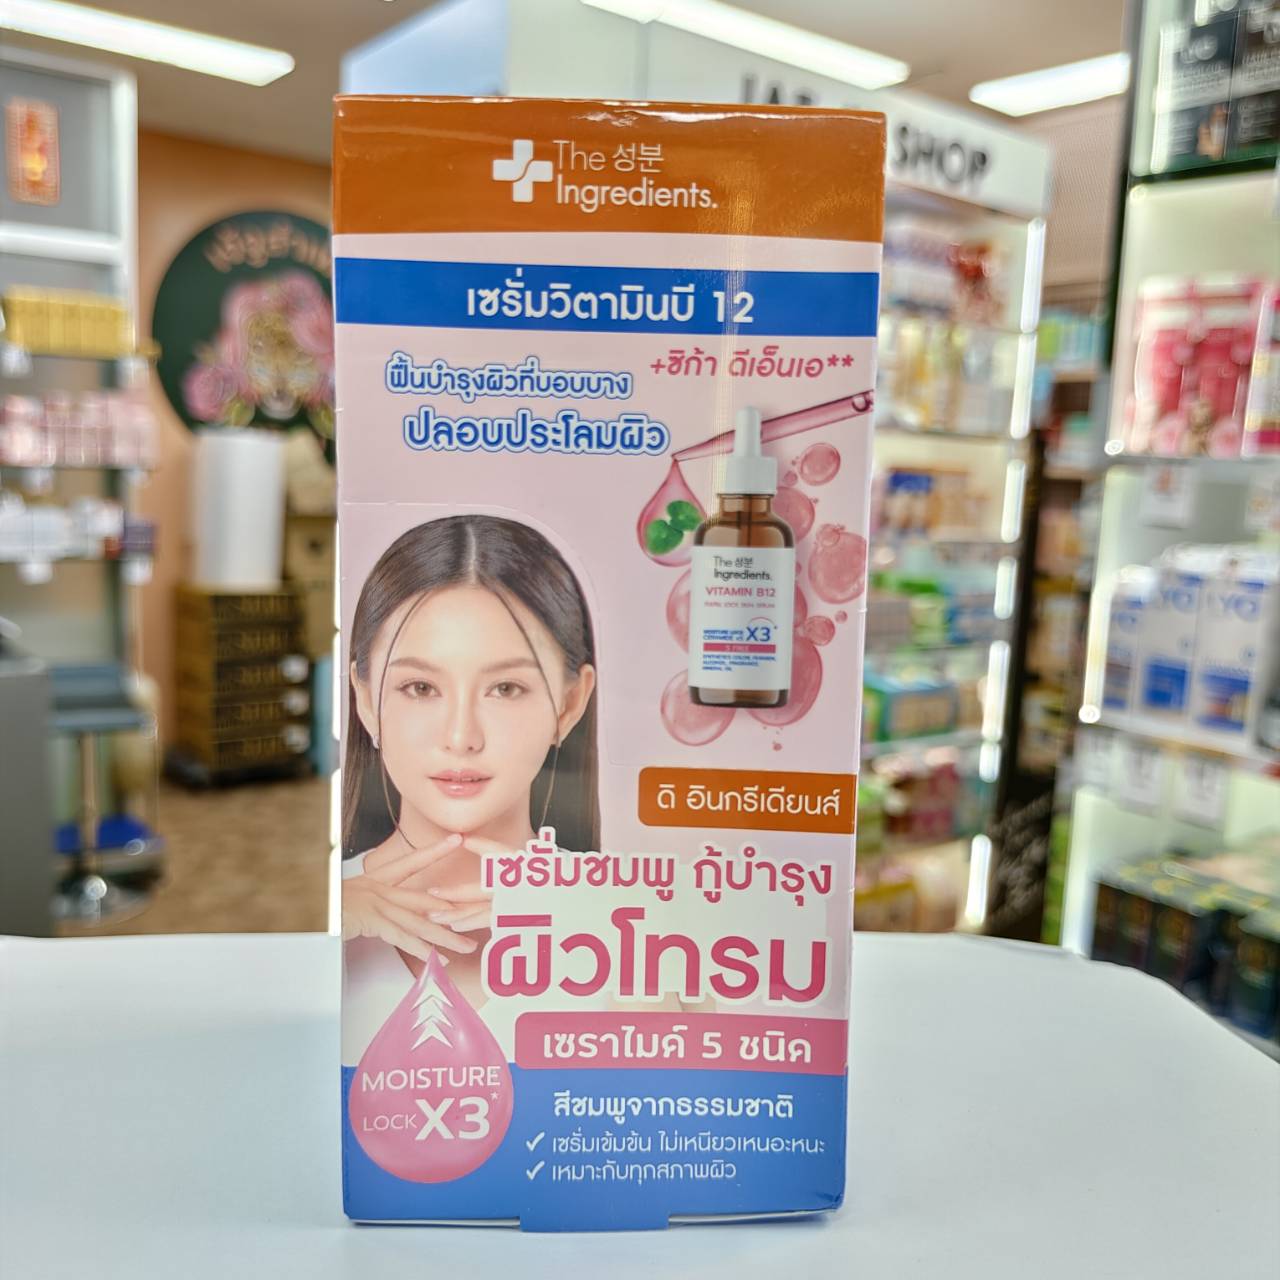 The 성분
Ingredients.
เซรั่มวิตามินบี 12
+ซิก้า ดีเอ็นเอ**
ฟื้นบำรุงผิวที่บอบบาง
ปลอบประโลมผิว
The 성분
Ingredients.
VITAMIN B12
MOISTURE LOCK
CERAMIDE x5 X3*
5 FREE
ดิ อินกรีเดียนส์
เซรั่มชมพู กู้บำรุง
ผิวโทรม
เซราไมด์ 5 ชนิด
MOISTURE
LOCK X3*
สีชมพูจากธรรมชาติ
✓ เซรั่มเข้มข้น ไม่เหนียวเหนอะหนะ
✓ เหมาะกับทุกสภาพผิว
SHOP